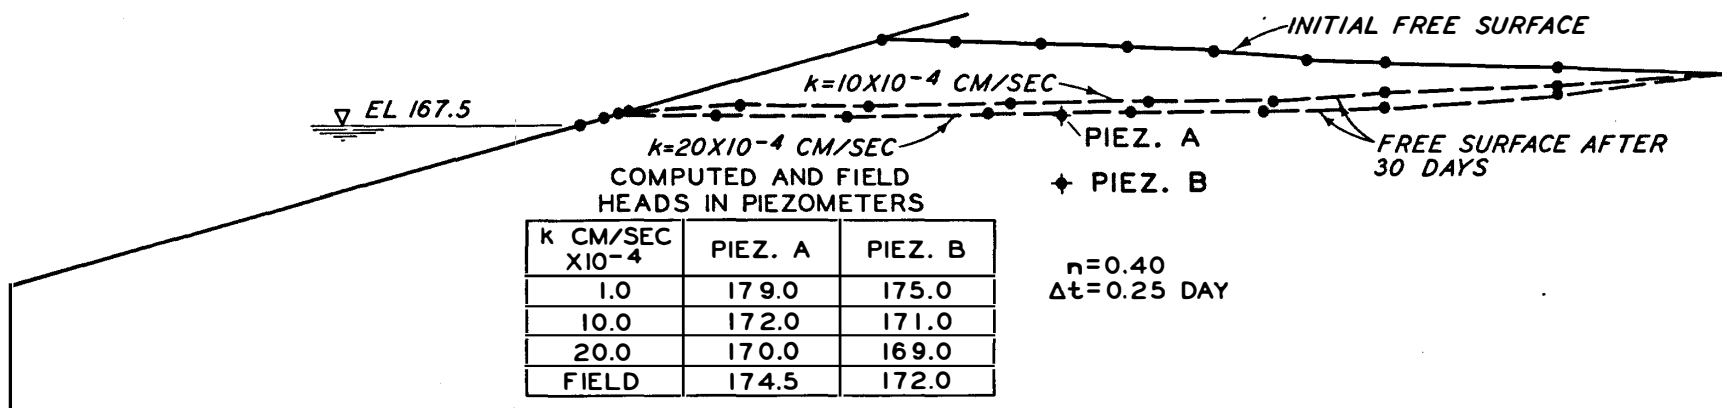 INITIAL FREE SURFACE
k=10X10-4 CM/SEC
EL 167.5
k=20X10-4 CM/SEC
PIEZ. A
FREE SURFACE AFTER
30 DAYS
PIEZ. B
COMPUTED AND FIELD
HEADS IN PIEZOMETERS
k CM/SEC
X10-4
PIEZ. A
PIEZ. B
1.0 179.0 175.0
10.0 172.0 171.0
20.0 170.0 169.0
FIELD 174.5 172.0
n=0.40
Δt=0.25 DAY